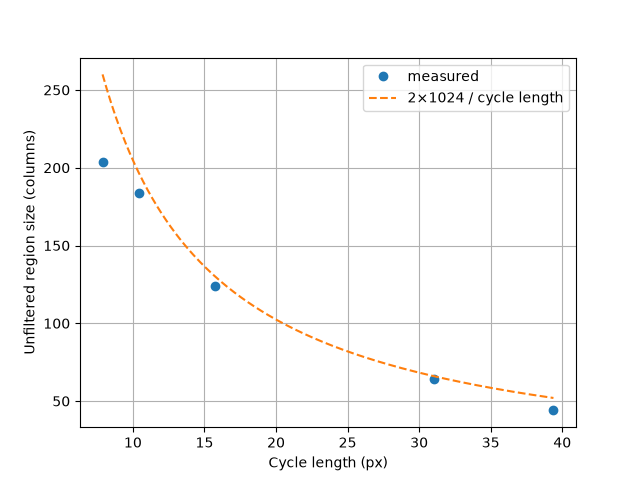 measured
2×1024 / cycle length
Unfiltered region size (columns)
250
200
150
100
50
10 15 20 25 30 35 40
Cycle length (px)